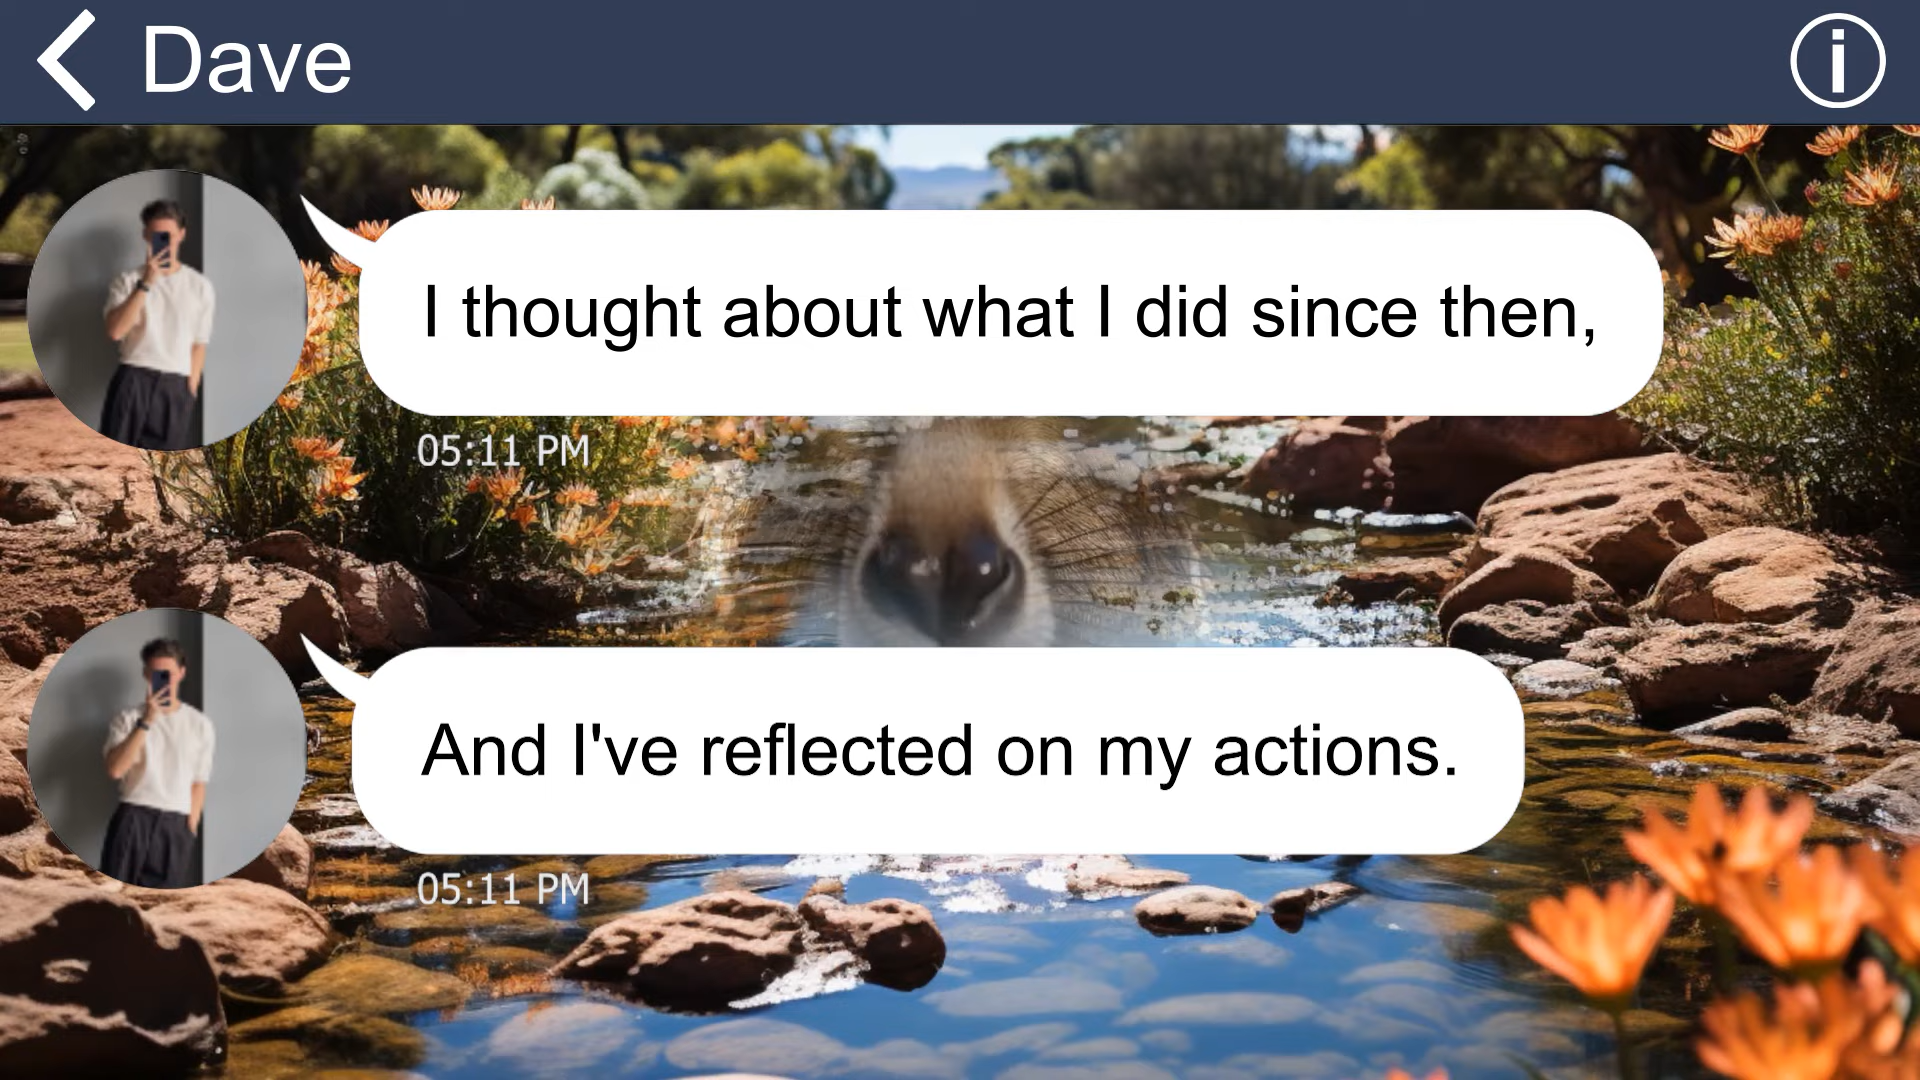 Dave
I thought about what I did since then,
05:11 PM
And I've reflected on my actions.
05:11 PM